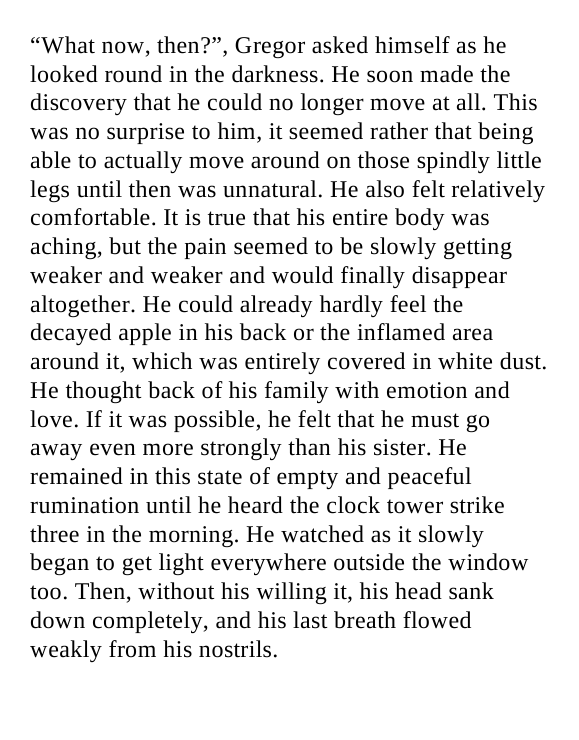 “What now, then?”, Gregor asked himself as he
looked round in the darkness. He soon made the
discovery that he could no longer move at all. This
was no surprise to him, it seemed rather that being
able to actually move around on those spindly little
legs until then was unnatural. He also felt relatively
comfortable. It is true that his entire body was
aching, but the pain seemed to be slowly getting
weaker and weaker and would finally disappear
altogether. He could already hardly feel the
decayed apple in his back or the inflamed area
around it, which was entirely covered in white dust.
He thought back of his family with emotion and
love. If it was possible, he felt that he must go
away even more strongly than his sister. He
remained in this state of empty and peaceful
rumination until he heard the clock tower strike
three in the morning. He watched as it slowly
began to get light everywhere outside the window
too. Then, without his willing it, his head sank
down completely, and his last breath flowed
weakly from his nostrils.